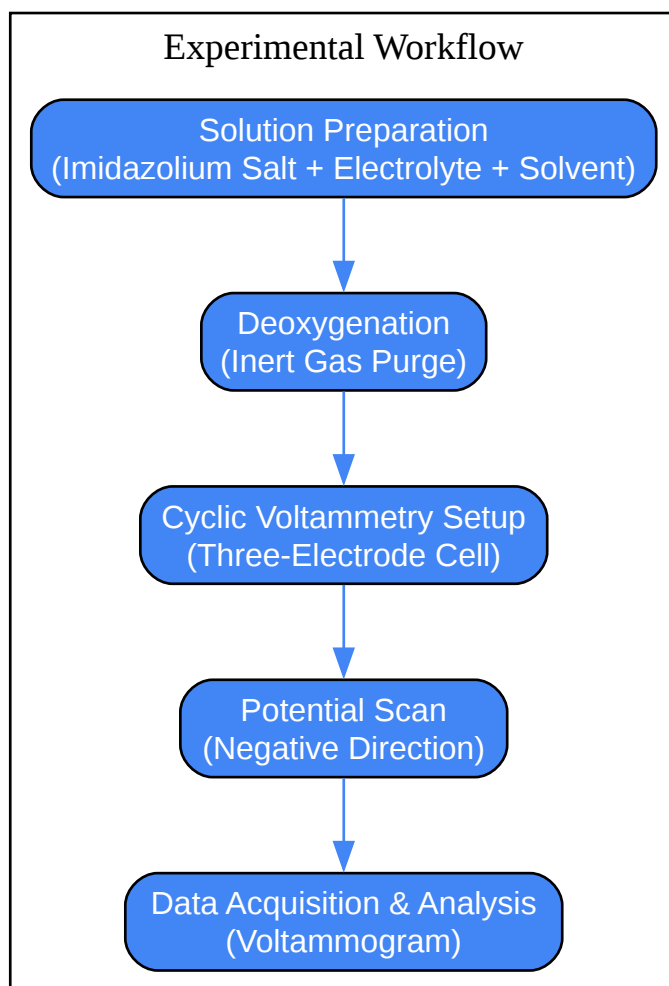 Experimental Workflow
Solution Preparation
(Imidazolium Salt + Electrolyte + Solvent)
Deoxygenation
(Inert Gas Purge)
Cyclic Voltammetry Setup
(Three-Electrode Cell)
Potential Scan
(Negative Direction)
Data Acquisition & Analysis
(Voltammogram)